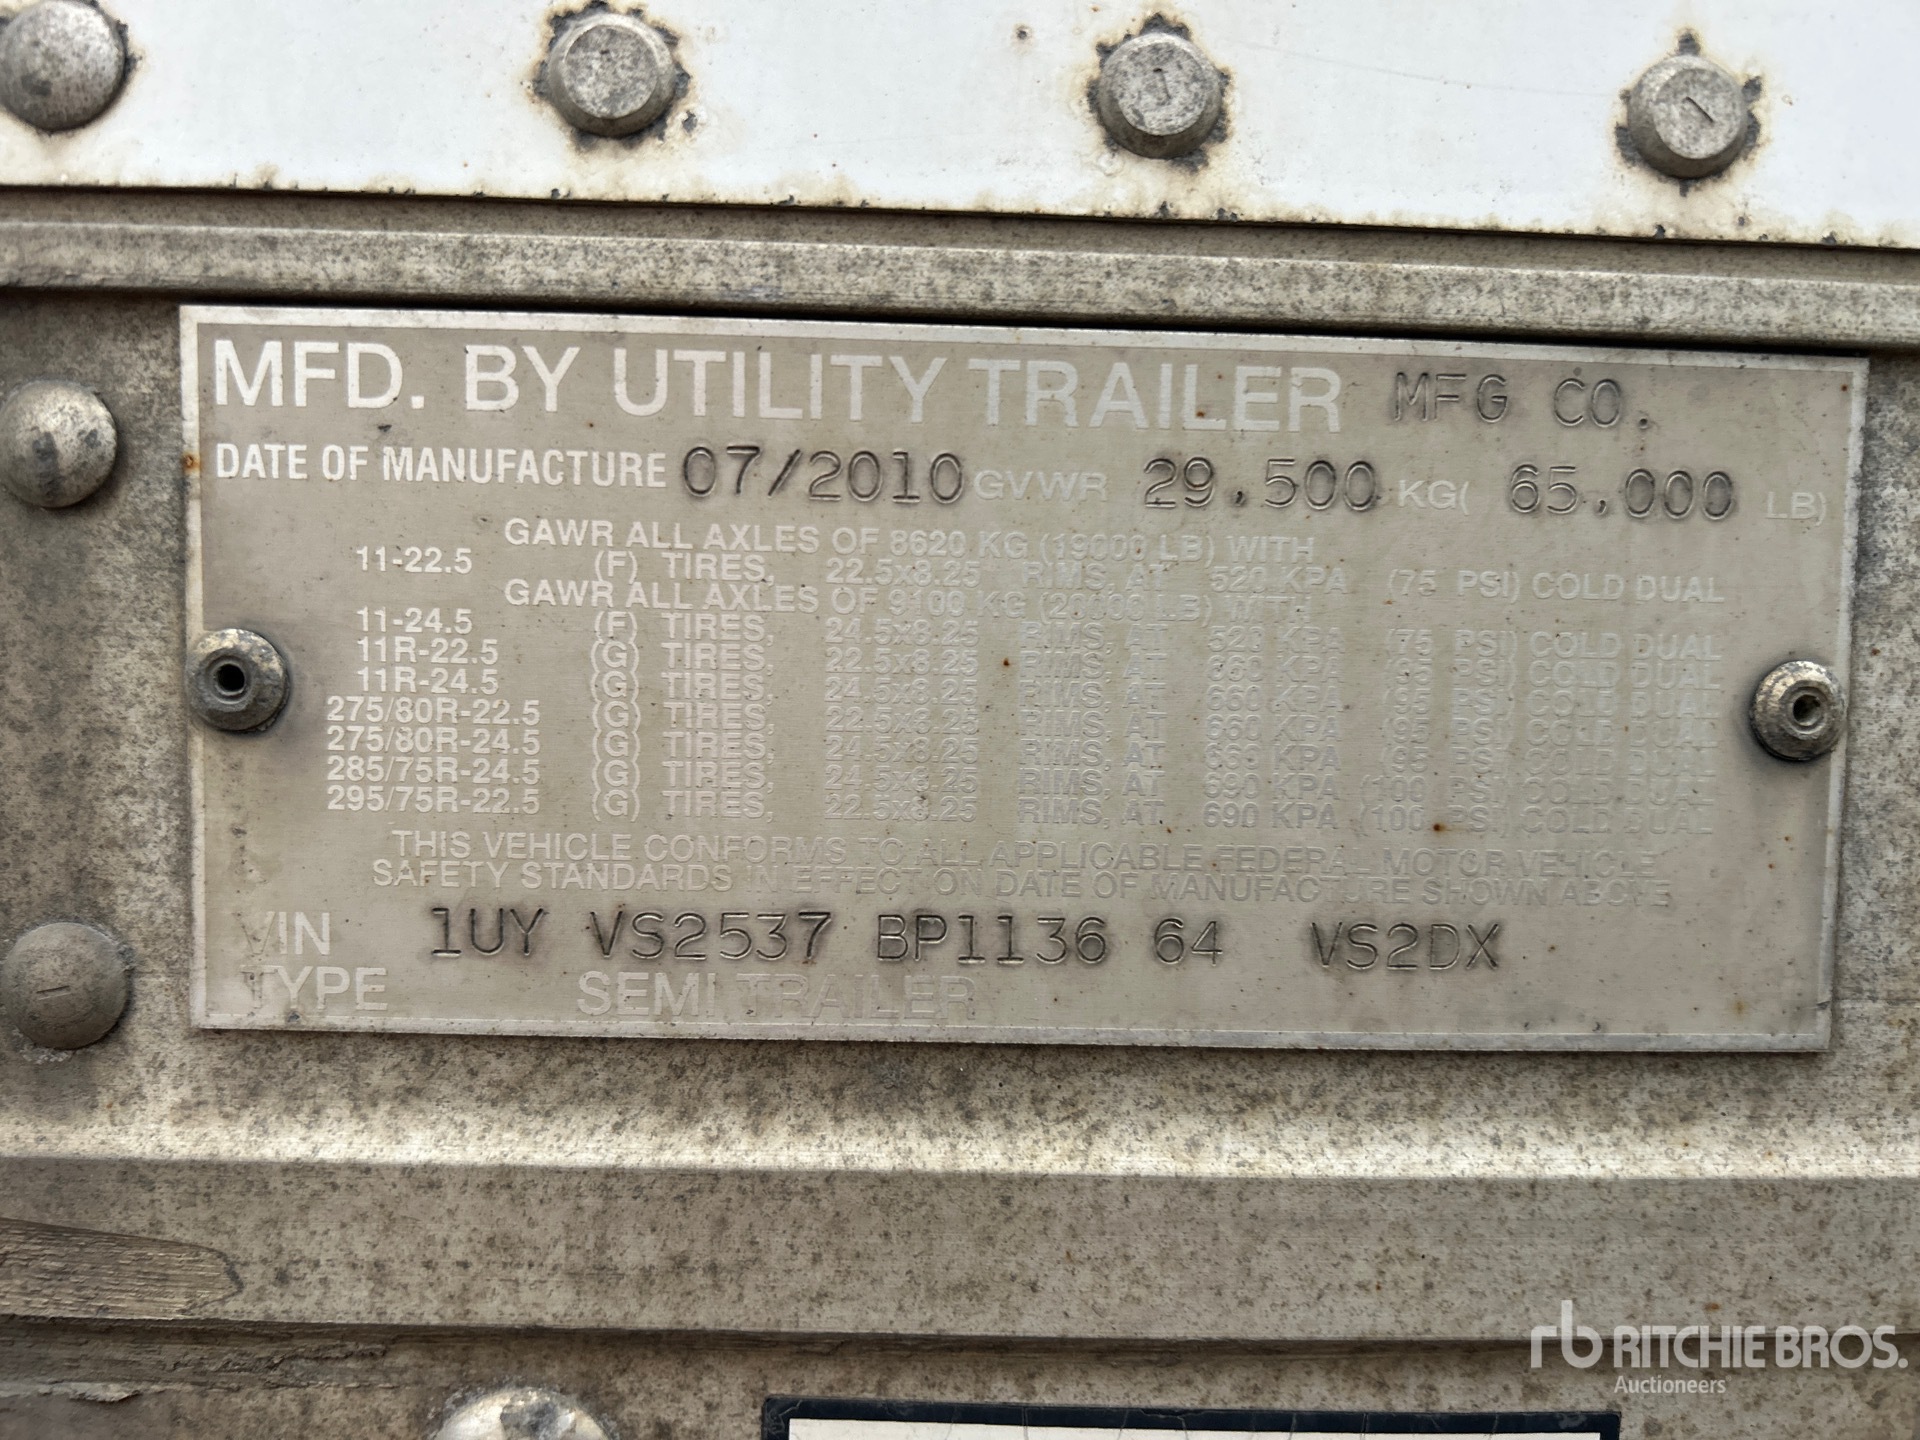 MFD. BY UTILITY TRAILER MFG CO.
DATE OF MANUFACTURE 07/2010 GVWR 29,500 KG( 65,000 LB)
GAWR ALL AXLES OF 8620 KG (19000 LB) WITH
11-22.5 (F) TIRES, 22.5x8.25 RIMS, AT 520 KPA (75 PSI) COLD DUAL
GAWR ALL AXLES OF 9100 KG (20000 LB) WITH
11-24.5 (F) TIRES, 24.5x8.25 RIMS, AT 520 KPA (75 PSI) COLD DUAL
11R-22.5 (G) TIRES, 22.5x8.25 RIMS, AT 660 KPA (95 PSI) COLD DUAL
11R-24.5 (G) TIRES, 24.5x8.25 RIMS, AT 660 KPA (95 PSI) COLD DUAL
275/80R-22.5 (G) TIRES, 22.5x8.25 RIMS, AT 660 KPA (95 PSI) COLD DUAL
275/80R-24.5 (G) TIRES, 24.5x8.25 RIMS, AT 660 KPA (95 PSI) COLD DUAL
285/75R-24.5 (G) TIRES, 24.5x8.25 RIMS, AT 690 KPA (100 PSI) COLD DUAL
295/75R-22.5 (G) TIRES, 22.5x8.25 RIMS, AT 690 KPA (100 PSI) COLD DUAL
THIS VEHICLE CONFORMS TO ALL APPLICABLE FEDERAL MOTOR VEHICLE
SAFETY STANDARDS IN EFFECT ON DATE OF MANUFACTURE SHOWN ABOVE
VIN 1UY VS2537 BP1136 64 VS2DX
TYPE SEMI TRAILER
rb RITCHIE BROS.
Auctioneers